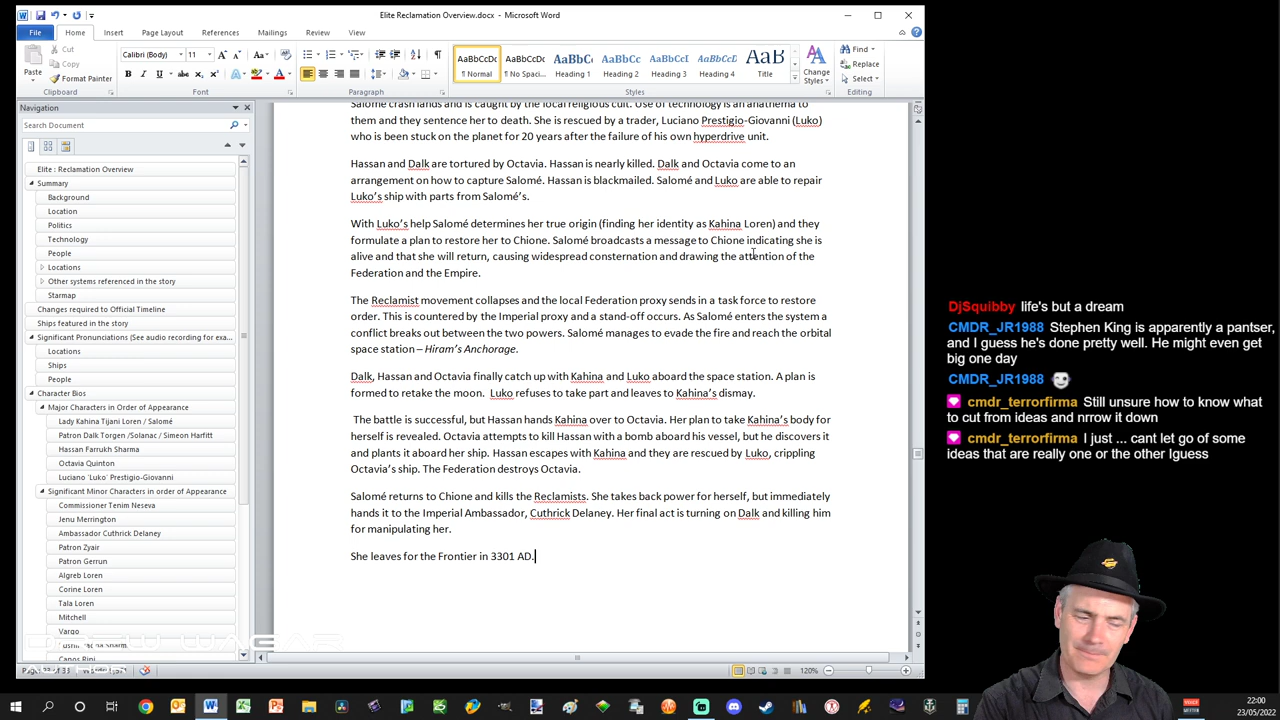 Elite Reclamation Overview.docx - Microsoft Word
File
Home
Insert
Page Layout
References
Mailings
Review
View
Paste
Cut
Copy
Format Painter
Clipboard
Calibri (Body)
11
Font
Paragraph
AaBbCcDc
¶ Normal
AaBbCcDc
¶ No Spaci...
AaBbCc
Heading 1
AaBbCc
Heading 2
AaBbCcI
Heading 3
AaBbCcD
Heading 4
AaB
Title
Change
Styles
Styles
Find
Replace
Select
Editing
Navigation
Search Document
Elite : Reclamation Overview
Summary
Background
Location
Politics
Technology
People
Locations
Other systems referenced in the story
Starmap
Changes required to Official Timeline
Ships featured in the story
Significant Pronunciations (See audio recording for exa...
Locations
Ships
People
Character Bios
Major Characters in Order of Appearance
Lady Kahina Tijani Loren / Salomé
Patron Dalk Torgen /Solanac / Simeon Harfitt
Hassan Farrukh Sharma
Octavia Quinton
Luciano 'Luko' Prestigio-Giovanni
Significant Minor Characters in order of Appearance
Commissioner Tenim Neseva
Jenu Merrington
Ambassador Cuthrick Delaney
Patron Zyair
Patron Gerrun
Algreb Loren
Corine Loren
Tala Loren
Mitchell
Vargo
Salomé crash lands and is caught by the local religious cult. Use of technology is an anathema to
them and they sentence her to death. She is rescued by a trader, Luciano Prestigio-Giovanni (Luko)
who is been stuck on the planet for 20 years after the failure of his own hyperdrive unit.
Hassan and Dalk are tortured by Octavia. Hassan is nearly killed. Dalk and Octavia come to an
arrangement on how to capture Salomé. Hassan is blackmailed. Salomé and Luko are able to repair
Luko's ship with parts from Salomé's.
With Luko's help Salomé determines her true origin (finding her identity as Kahina Loren) and they
formulate a plan to restore her to Chione. Salomé broadcasts a message to Chione indicating she is
alive and that she will return, causing widespread consternation and drawing the attention of the
Federation and the Empire.
The Reclamist movement collapses and the local Federation proxy sends in a task force to restore
order. This is countered by the Imperial proxy and a stand-off occurs. As Salomé enters the system a
conflict breaks out between the two powers. Salomé manages to evade the fire and reach the orbital
space station – Hiram's Anchorage.
Dalk, Hassan and Octavia finally catch up with Kahina and Luko aboard the space station. A plan is
formed to retake the moon.  Luko refuses to take part and leaves to Kahina's dismay.
The battle is successful, but Hassan hands Kahina over to Octavia. Her plan to take Kahina's body for
herself is revealed. Octavia attempts to kill Hassan with a bomb aboard his vessel, but he discovers it
and plants it aboard her ship. Hassan escapes with Kahina and they are rescued by Luko, crippling
Octavia's ship. The Federation destroys Octavia.
Salomé returns to Chione and kills the Reclamists. She takes back power for herself, but immediately
hands it to the Imperial Ambassador, Cuthrick Delaney. Her final act is turning on Dalk and killing him
for manipulating her.
She leaves for the Frontier in 3301 AD.
120%
DjSquibby life's but a dream
CMDR_JR1988 Stephen King is apparently a pantser,
and I guess he's done pretty well. He might even get
big one day
CMDR_JR1988
cmdr_terrorfirma Still unsure how to know what
to cut from ideas and nrrow it down
cmdr_terrorfirma I just ... cant let go of some
ideas that are really one or the other Iguess
22:00
23/05/2022